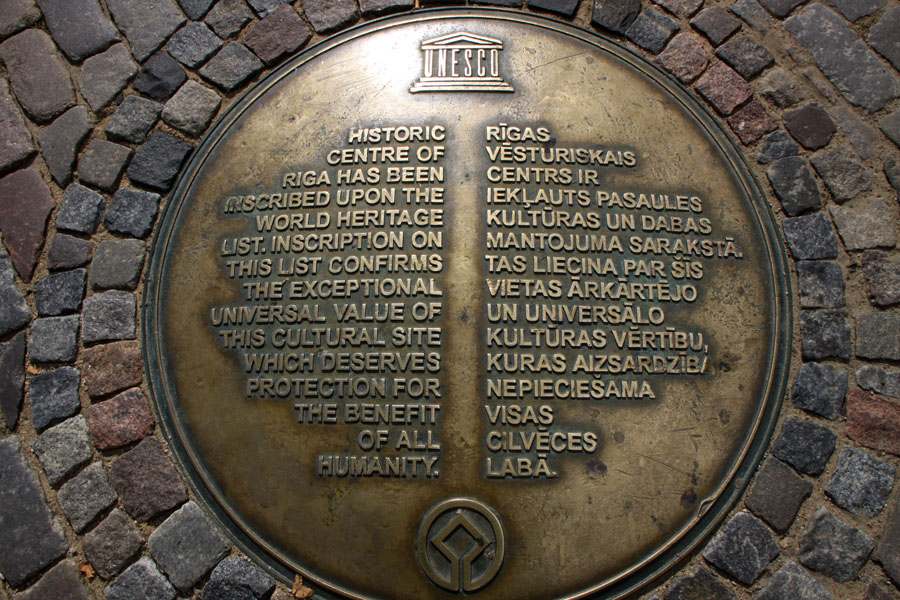 UNESCO
HISTORIC
CENTRE OF
RIGA HAS BEEN
INSCRIBED UPON THE
WORLD HERITAGE
LIST. INSCRIPTION ON
THIS LIST CONFIRMS
THE EXCEPTIONAL
UNIVERSAL VALUE OF
THIS CULTURAL SITE
WHICH DESERVES
PROTECTION FOR
THE BENEFIT
OF ALL
HUMANITY.
RĪGAS
VĒSTURISKAIS
CENTRS IR
IEKĻAUTS PASAULES
KULTŪRAS UN DABAS
MANTOJUMA SARAKSTĀ.
TAS LIECINA PAR ŠĪS
VIETAS ĀRKĀRTĒJO
UN UNIVERSĀLO
KULTŪRAS VĒRTĪBU,
KURAS AIZSARDZĪBA
NEPIECIEŠAMA
VISAS
CILVĒCES
LABĀ.